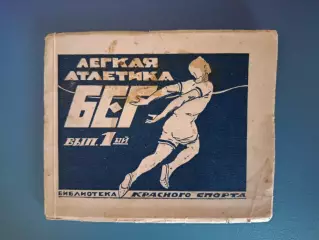 ЛЕГКАЯ
АТЛЕТИКА
БЕГ
ВЫП. 1ЫЙ
БИБЛИОТЕКА КРАСНОГО СПОРТА